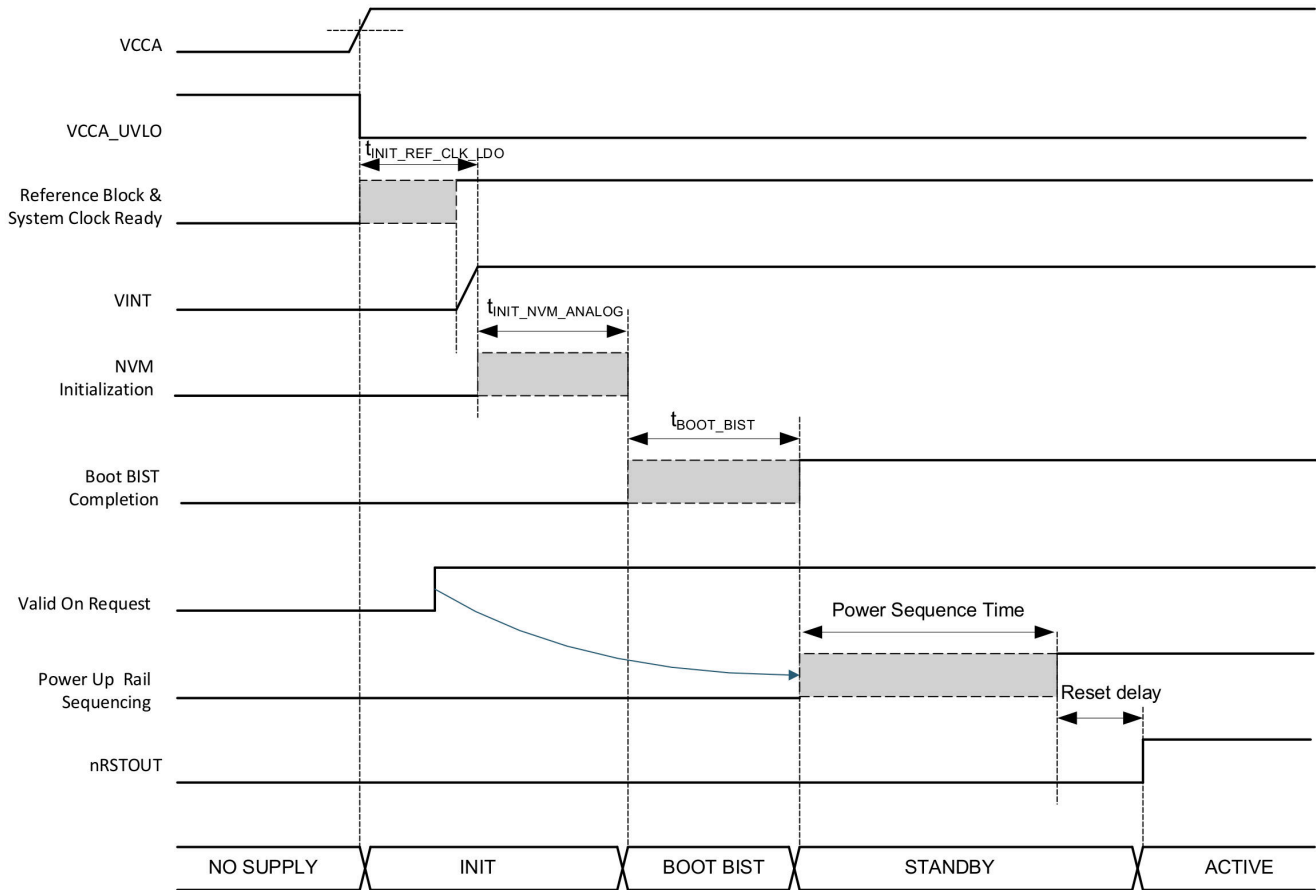 VCCA
VCCA_UVLO
tINIT_REF_CLK_LDO
Reference Block &
System Clock Ready
VINT
tINIT_NVM_ANALOG
NVM
Initialization
tBOOT_BIST
Boot BIST
Completion
Valid On Request
Power Sequence Time
Power Up Rail
Sequencing
Reset delay
nRSTOUT
NO SUPPLY INIT BOOT BIST STANDBY ACTIVE